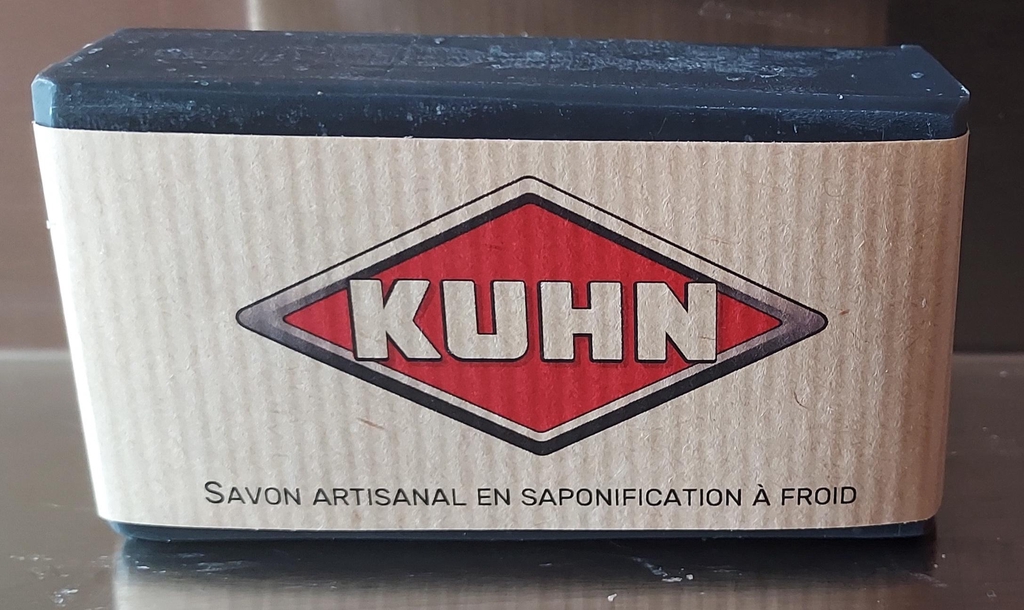 KUHN
SAVON ARTISANAL EN SAPONIFICATION À FROID